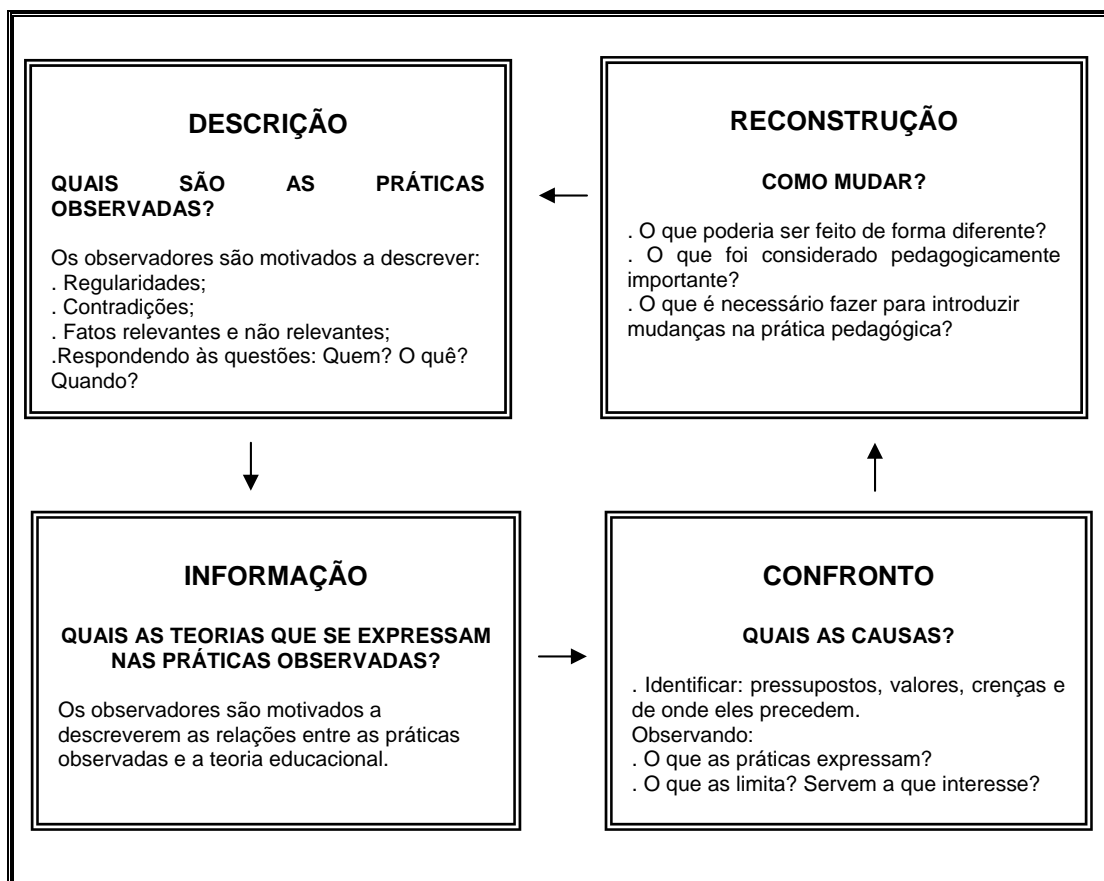 DESCRIÇÃO
QUAIS SÃO AS PRÁTICAS
OBSERVADAS?
Os observadores são motivados a descrever:
. Regularidades;
. Contradições;
. Fatos relevantes e não relevantes;
.Respondendo às questões: Quem? O quê?
Quando?
RECONSTRUÇÃO
COMO MUDAR?
. O que poderia ser feito de forma diferente?
. O que foi considerado pedagogicamente
importante?
. O que é necessário fazer para introduzir
mudanças na prática pedagógica?
INFORMAÇÃO
QUAIS AS TEORIAS QUE SE EXPRESSAM
NAS PRÁTICAS OBSERVADAS?
Os observadores são motivados a
descreverem as relações entre as práticas
observadas e a teoria educacional.
CONFRONTO
QUAIS AS CAUSAS?
. Identificar: pressupostos, valores, crenças e
de onde eles precedem.
Observando:
. O que as práticas expressam?
. O que as limita? Servem a que interesse?